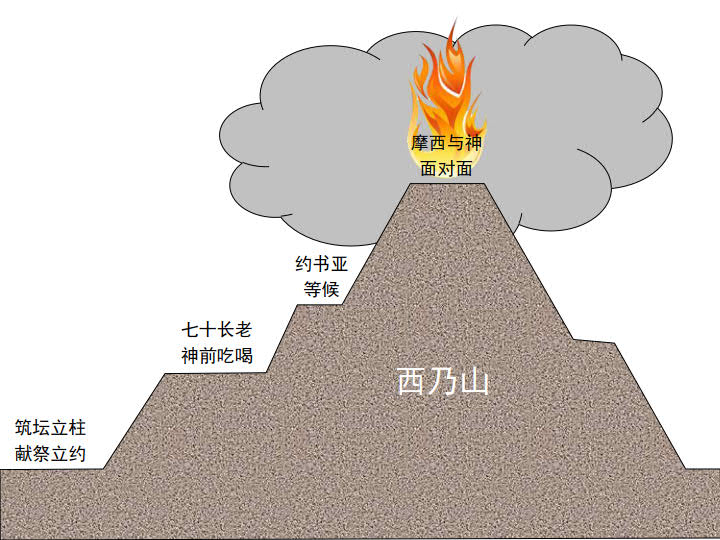 摩西与神
面对面
约书亚
等候
七十长老
神前吃喝
西乃山
筑坛立柱
献祭立约